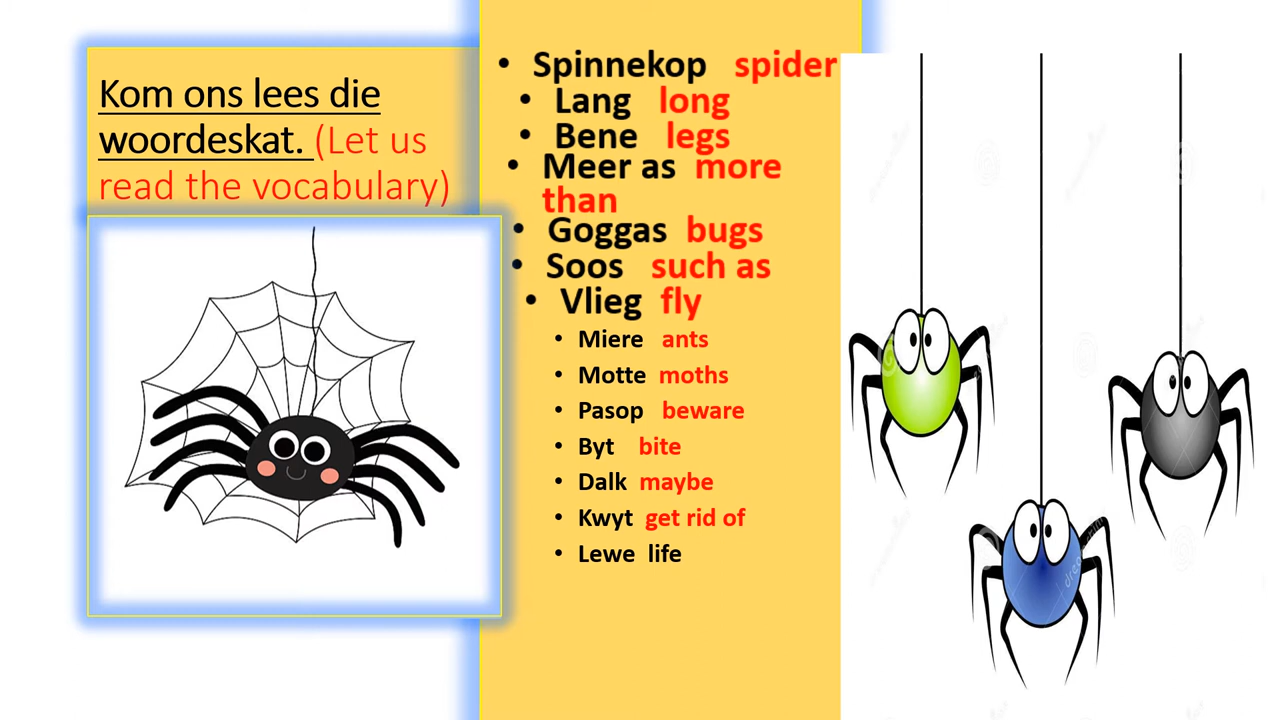 Kom ons lees die
woordeskat. (Let us
read the vocabulary)
• Spinnekop spider
• Lang long
• Bene legs
• Meer as more
than
• Goggas bugs
• Soos such as
• Vlieg fly
• Miere ants
• Motte moths
• Pasop beware
• Byt bite
• Dalk maybe
• Kwyt get rid of
• Lewe life